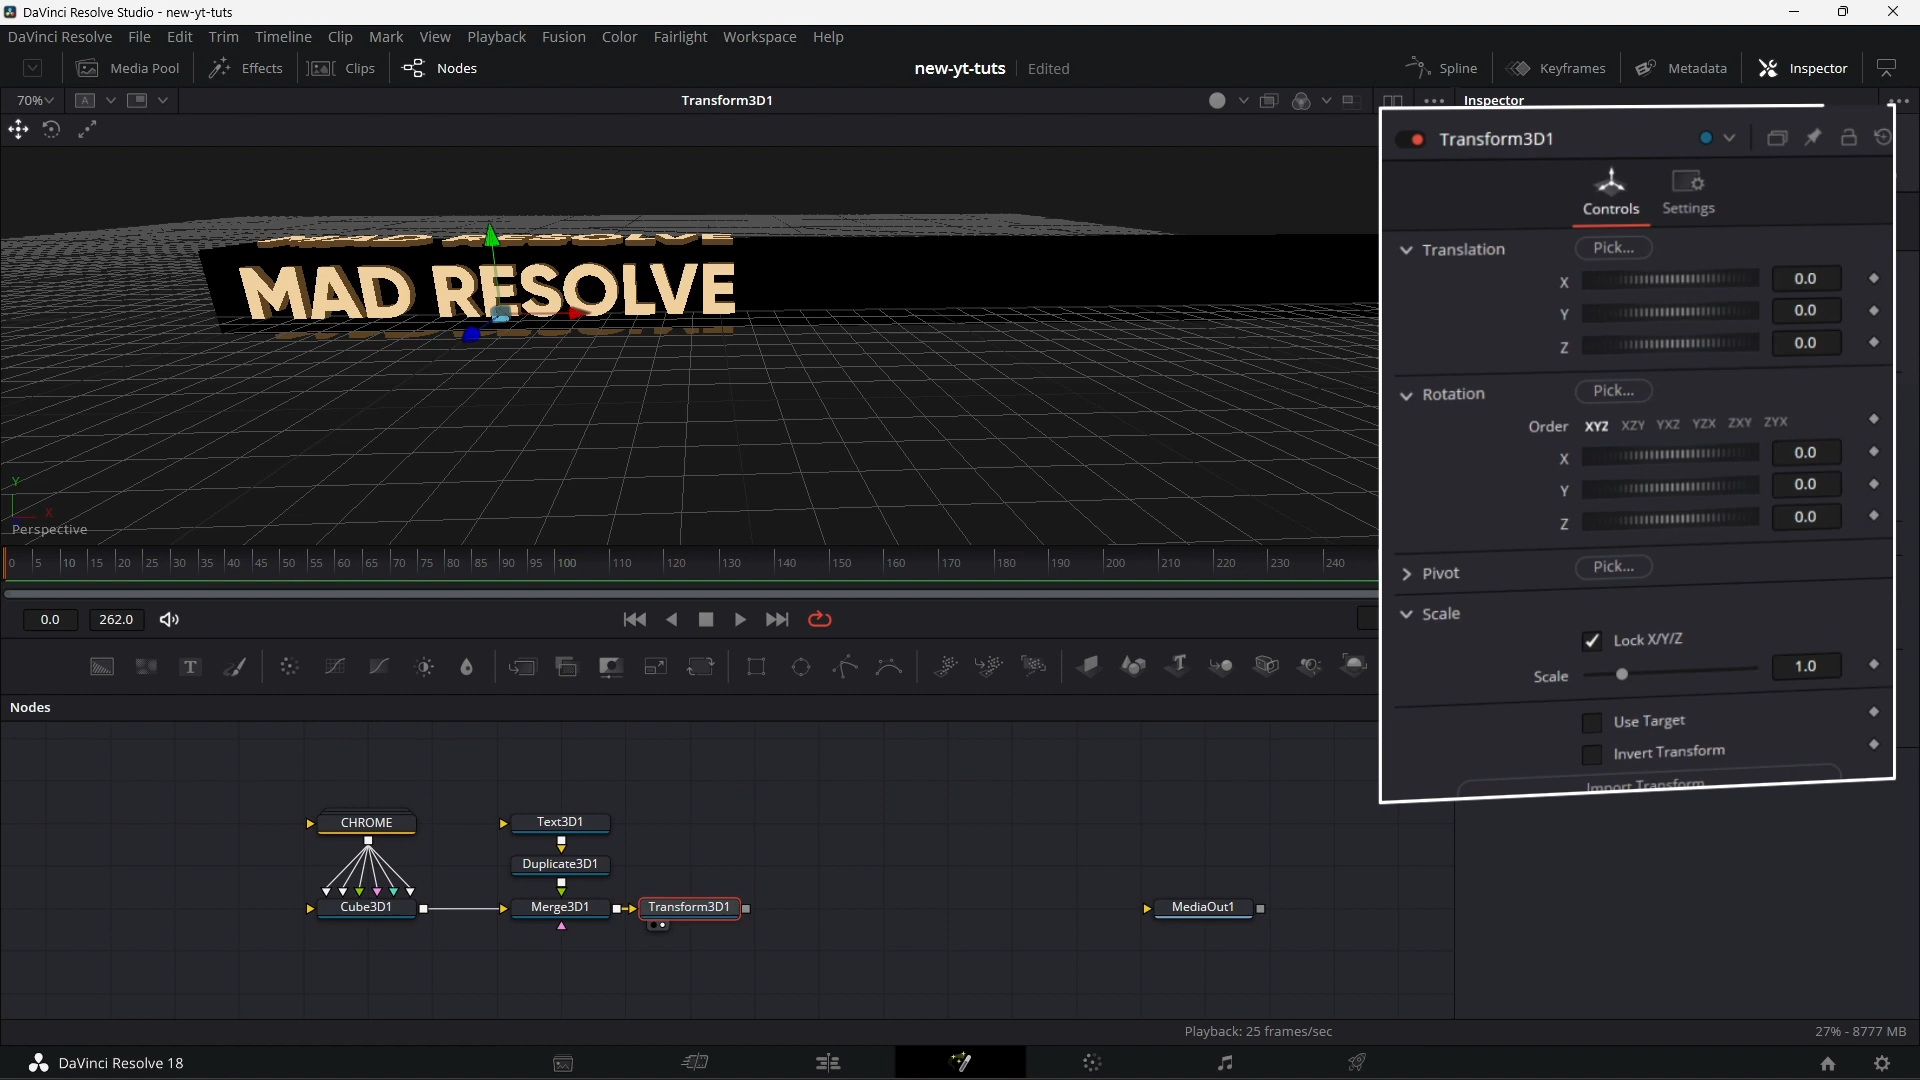 DaVinci Resolve Studio - new-yt-tuts
DaVinci Resolve File Edit Trim Timeline Clip Mark View Playback Fusion Color Fairlight Workspace Help
Media Pool Effects Clips Nodes new-yt-tuts Edited Spline Keyframes Metadata Inspector
70% A Transform3D1 Inspector
Transform3D1
Controls Settings
Translation Pick...
X 0.0
Y 0.0
Z 0.0
Rotation Pick...
Order XYZ XZY YXZ YZX ZXY ZYX
X 0.0
Y 0.0
Z 0.0
Pivot Pick...
Scale
Lock X/Y/Z
Scale 1.0
Use Target
Invert Transform
Import Transform
MAD RESOLVE
MAD RESOLVE
Y
X
Perspective
0 5 10 15 20 25 30 35 40 45 50 55 60 65 70 75 80 85 90 95 100 110 120 130 140 150 160 170 180 190 200 210 220 230 240
0.0 262.0
T
T
Nodes
CHROME Text3D1
Duplicate3D1
Cube3D1 Merge3D1 Transform3D1 MediaOut1
Playback: 25 frames/sec 27% - 8777 MB
DaVinci Resolve 18